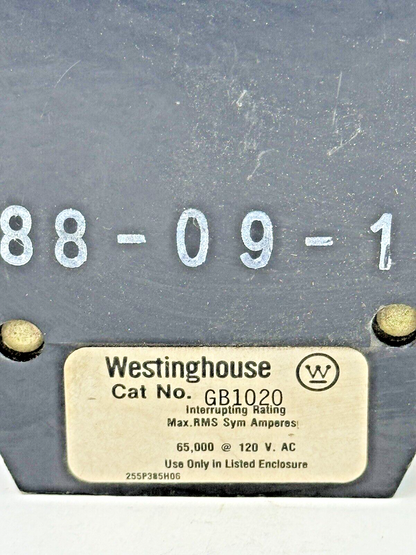 88-09-1
Westinghouse W
Cat No. GB1020
Interrupting Rating
Max.RMS Sym Amperes
65,000 @ 120 V. AC
Use Only in Listed Enclosure
255P385H06